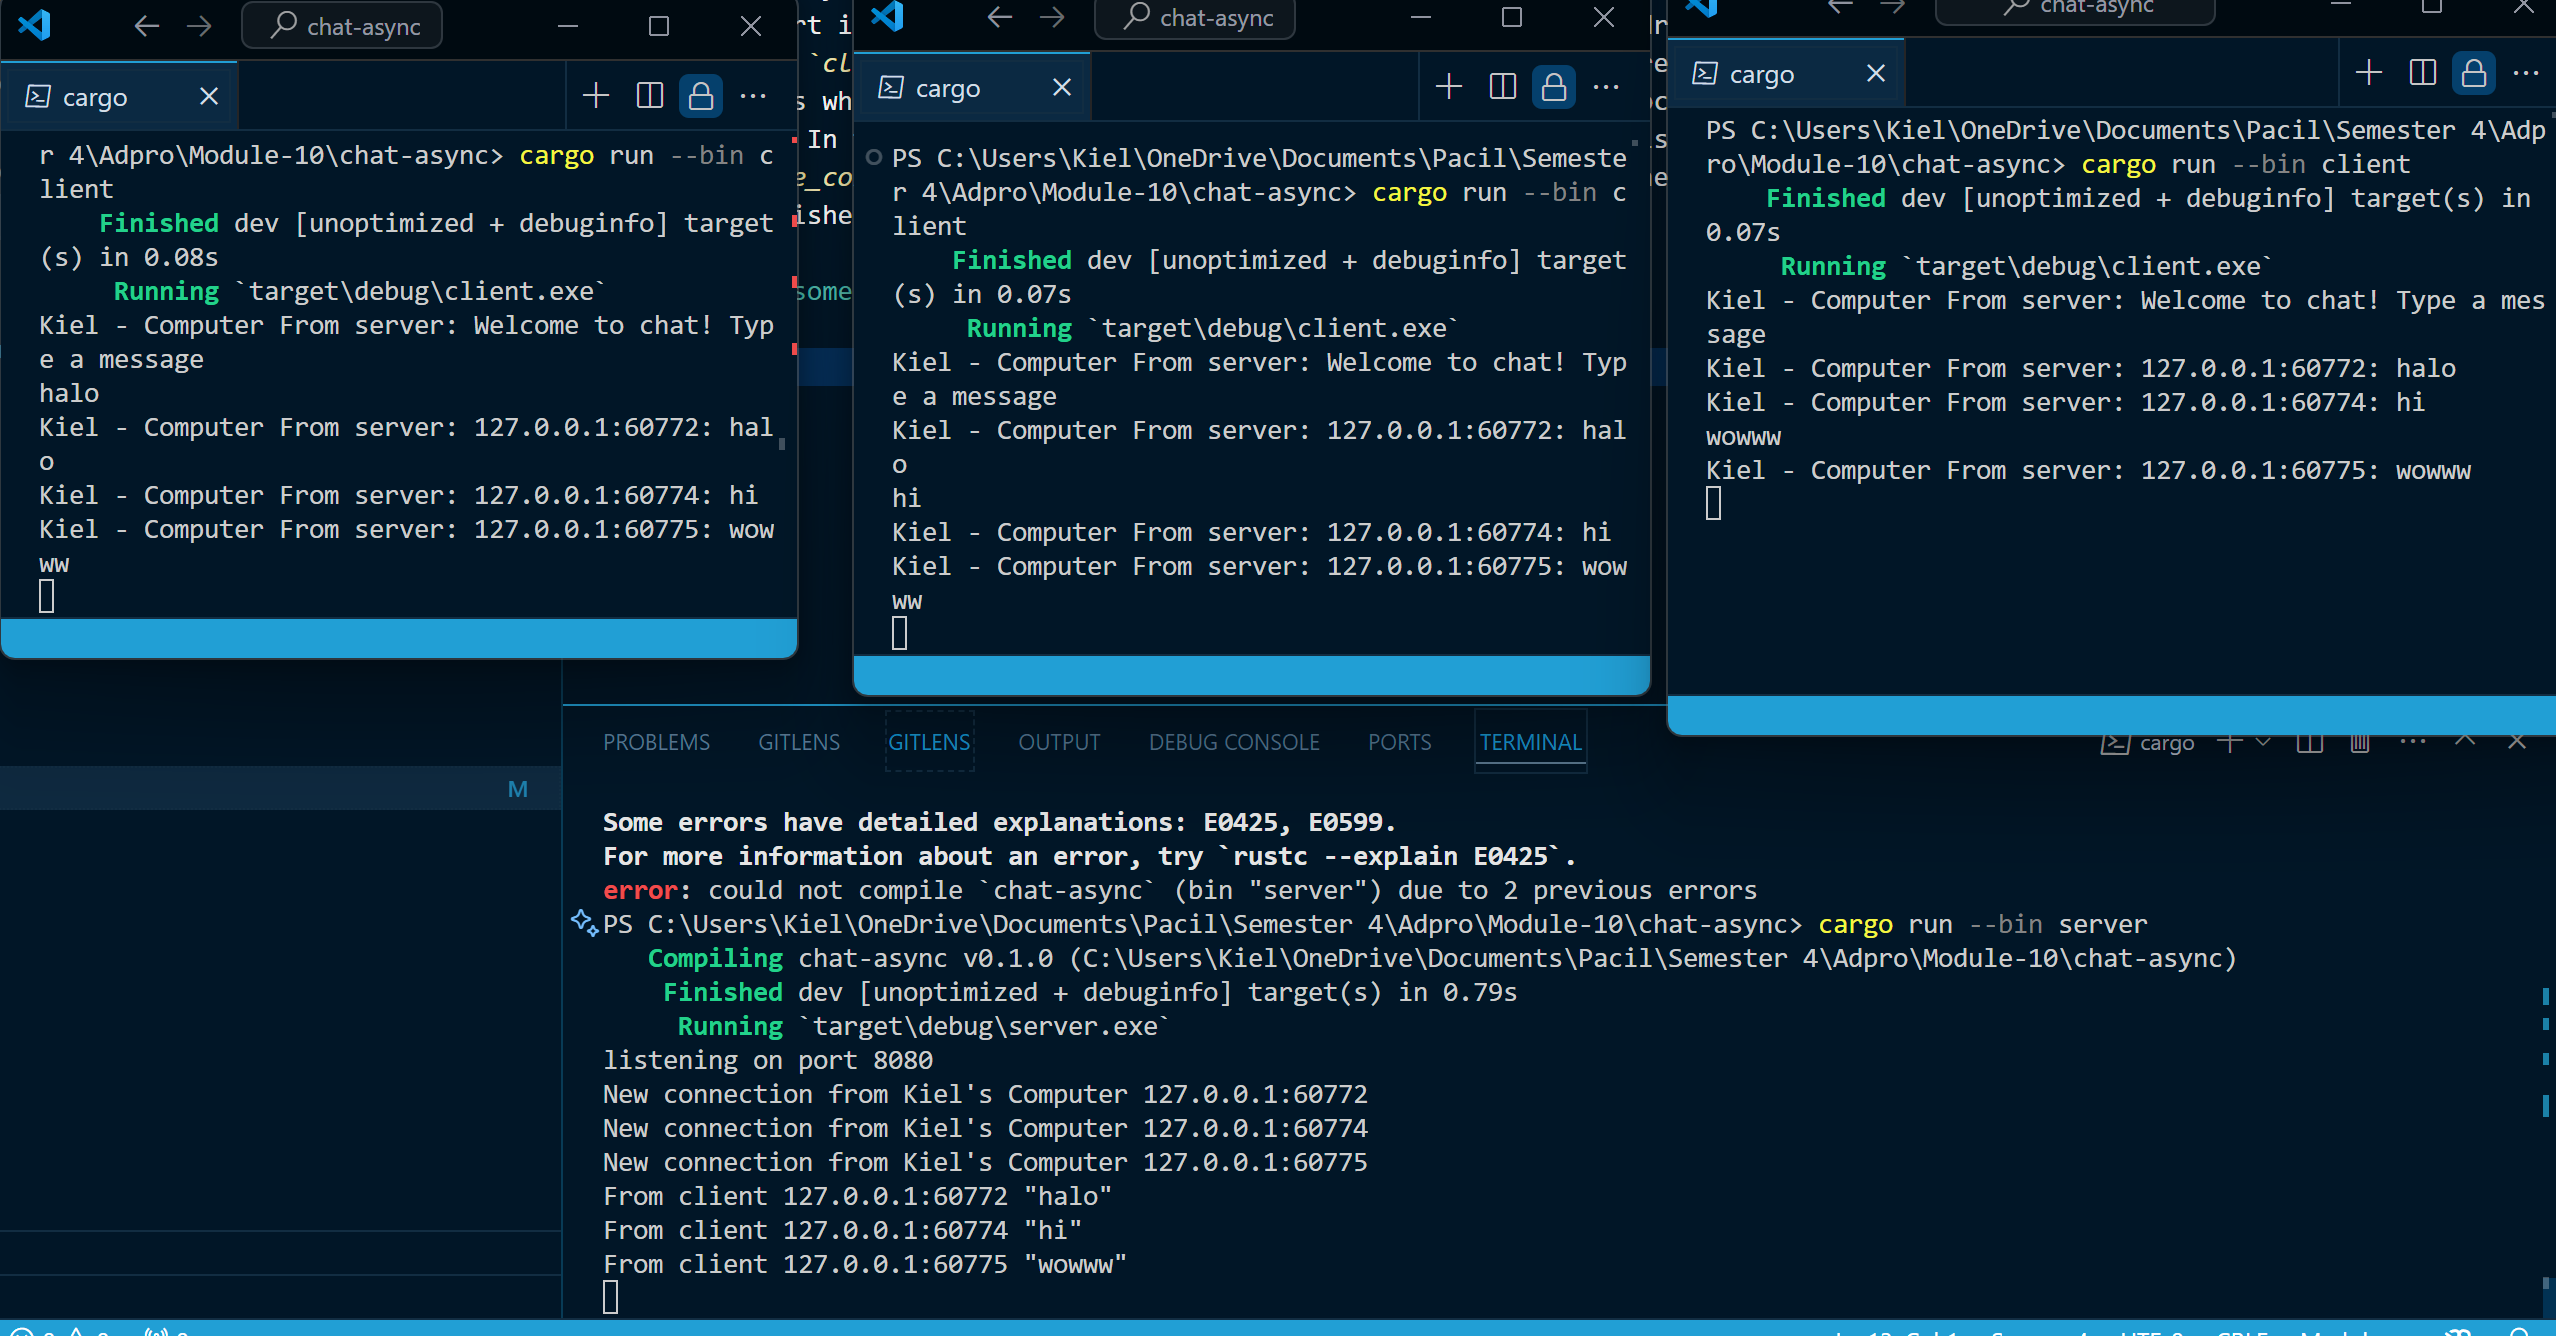 chat-async
cargo
r 4\Adpro\Module-10\chat-async> cargo run --bin c
lient
Finished dev [unoptimized + debuginfo] target
(s) in 0.08s
Running `target\debug\client.exe`
Kiel - Computer From server: Welcome to chat! Typ
e a message
halo
Kiel - Computer From server: 127.0.0.1:60772: hal
o
Kiel - Computer From server: 127.0.0.1:60774: hi
Kiel - Computer From server: 127.0.0.1:60775: wow
ww
chat-async
cargo
PS C:\Users\Kiel\OneDrive\Documents\Pacil\Semeste
r 4\Adpro\Module-10\chat-async> cargo run --bin c
lient
Finished dev [unoptimized + debuginfo] target
(s) in 0.07s
Running `target\debug\client.exe`
Kiel - Computer From server: Welcome to chat! Typ
e a message
Kiel - Computer From server: 127.0.0.1:60772: hal
o
hi
Kiel - Computer From server: 127.0.0.1:60774: hi
Kiel - Computer From server: 127.0.0.1:60775: wow
ww
chat-async
cargo
PS C:\Users\Kiel\OneDrive\Documents\Pacil\Semester 4\Adp
ro\Module-10\chat-async> cargo run --bin client
Finished dev [unoptimized + debuginfo] target(s) in
0.07s
Running `target\debug\client.exe`
Kiel - Computer From server: Welcome to chat! Type a mes
sage
Kiel - Computer From server: 127.0.0.1:60772: halo
Kiel - Computer From server: 127.0.0.1:60774: hi
wowww
Kiel - Computer From server: 127.0.0.1:60775: wowww
In
some
M
PROBLEMS GITLENS GITLENS OUTPUT DEBUG CONSOLE PORTS TERMINAL
cargo
Some errors have detailed explanations: E0425, E0599.
For more information about an error, try `rustc --explain E0425`.
error: could not compile `chat-async` (bin "server") due to 2 previous errors
PS C:\Users\Kiel\OneDrive\Documents\Pacil\Semester 4\Adpro\Module-10\chat-async> cargo run --bin server
Compiling chat-async v0.1.0 (C:\Users\Kiel\OneDrive\Documents\Pacil\Semester 4\Adpro\Module-10\chat-async)
Finished dev [unoptimized + debuginfo] target(s) in 0.79s
Running `target\debug\server.exe`
listening on port 8080
New connection from Kiel's Computer 127.0.0.1:60772
New connection from Kiel's Computer 127.0.0.1:60774
New connection from Kiel's Computer 127.0.0.1:60775
From client 127.0.0.1:60772 "halo"
From client 127.0.0.1:60774 "hi"
From client 127.0.0.1:60775 "wowww"